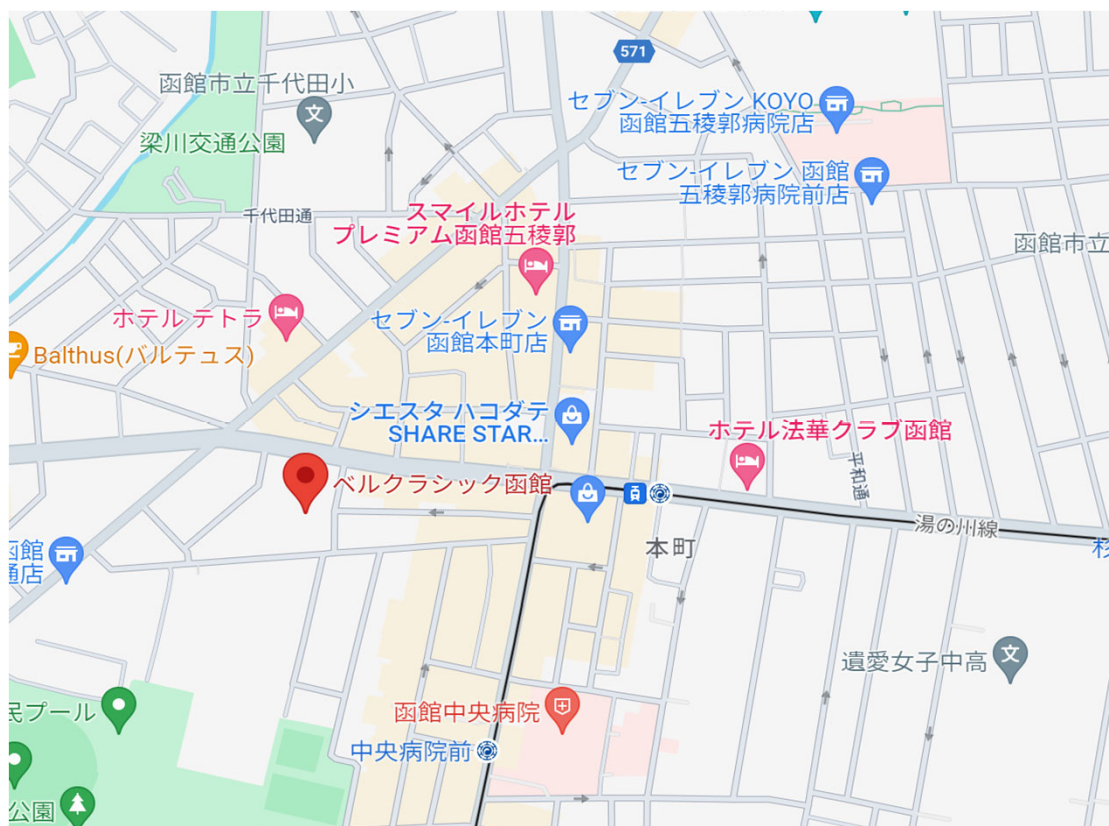 571
函館市立千代田小
梁川交通公園
セブン-イレブン KOYO
函館五稜郭病院店
セブン-イレブン 函館
五稜郭病院前店
千代田通
スマイルホテル
プレミアム函館五稜郭
函館市立
ホテル テトラ
セブン-イレブン
函館本町店
Balthus(バルテュス)
シエスタ ハコダテ
SHARE STAR...
ホテル法華クラブ函館
平和通
ベルクラシック函館
湯の川線
函館
通店
本町
遺愛女子中高
民プール
函館中央病院
中央病院前
公園